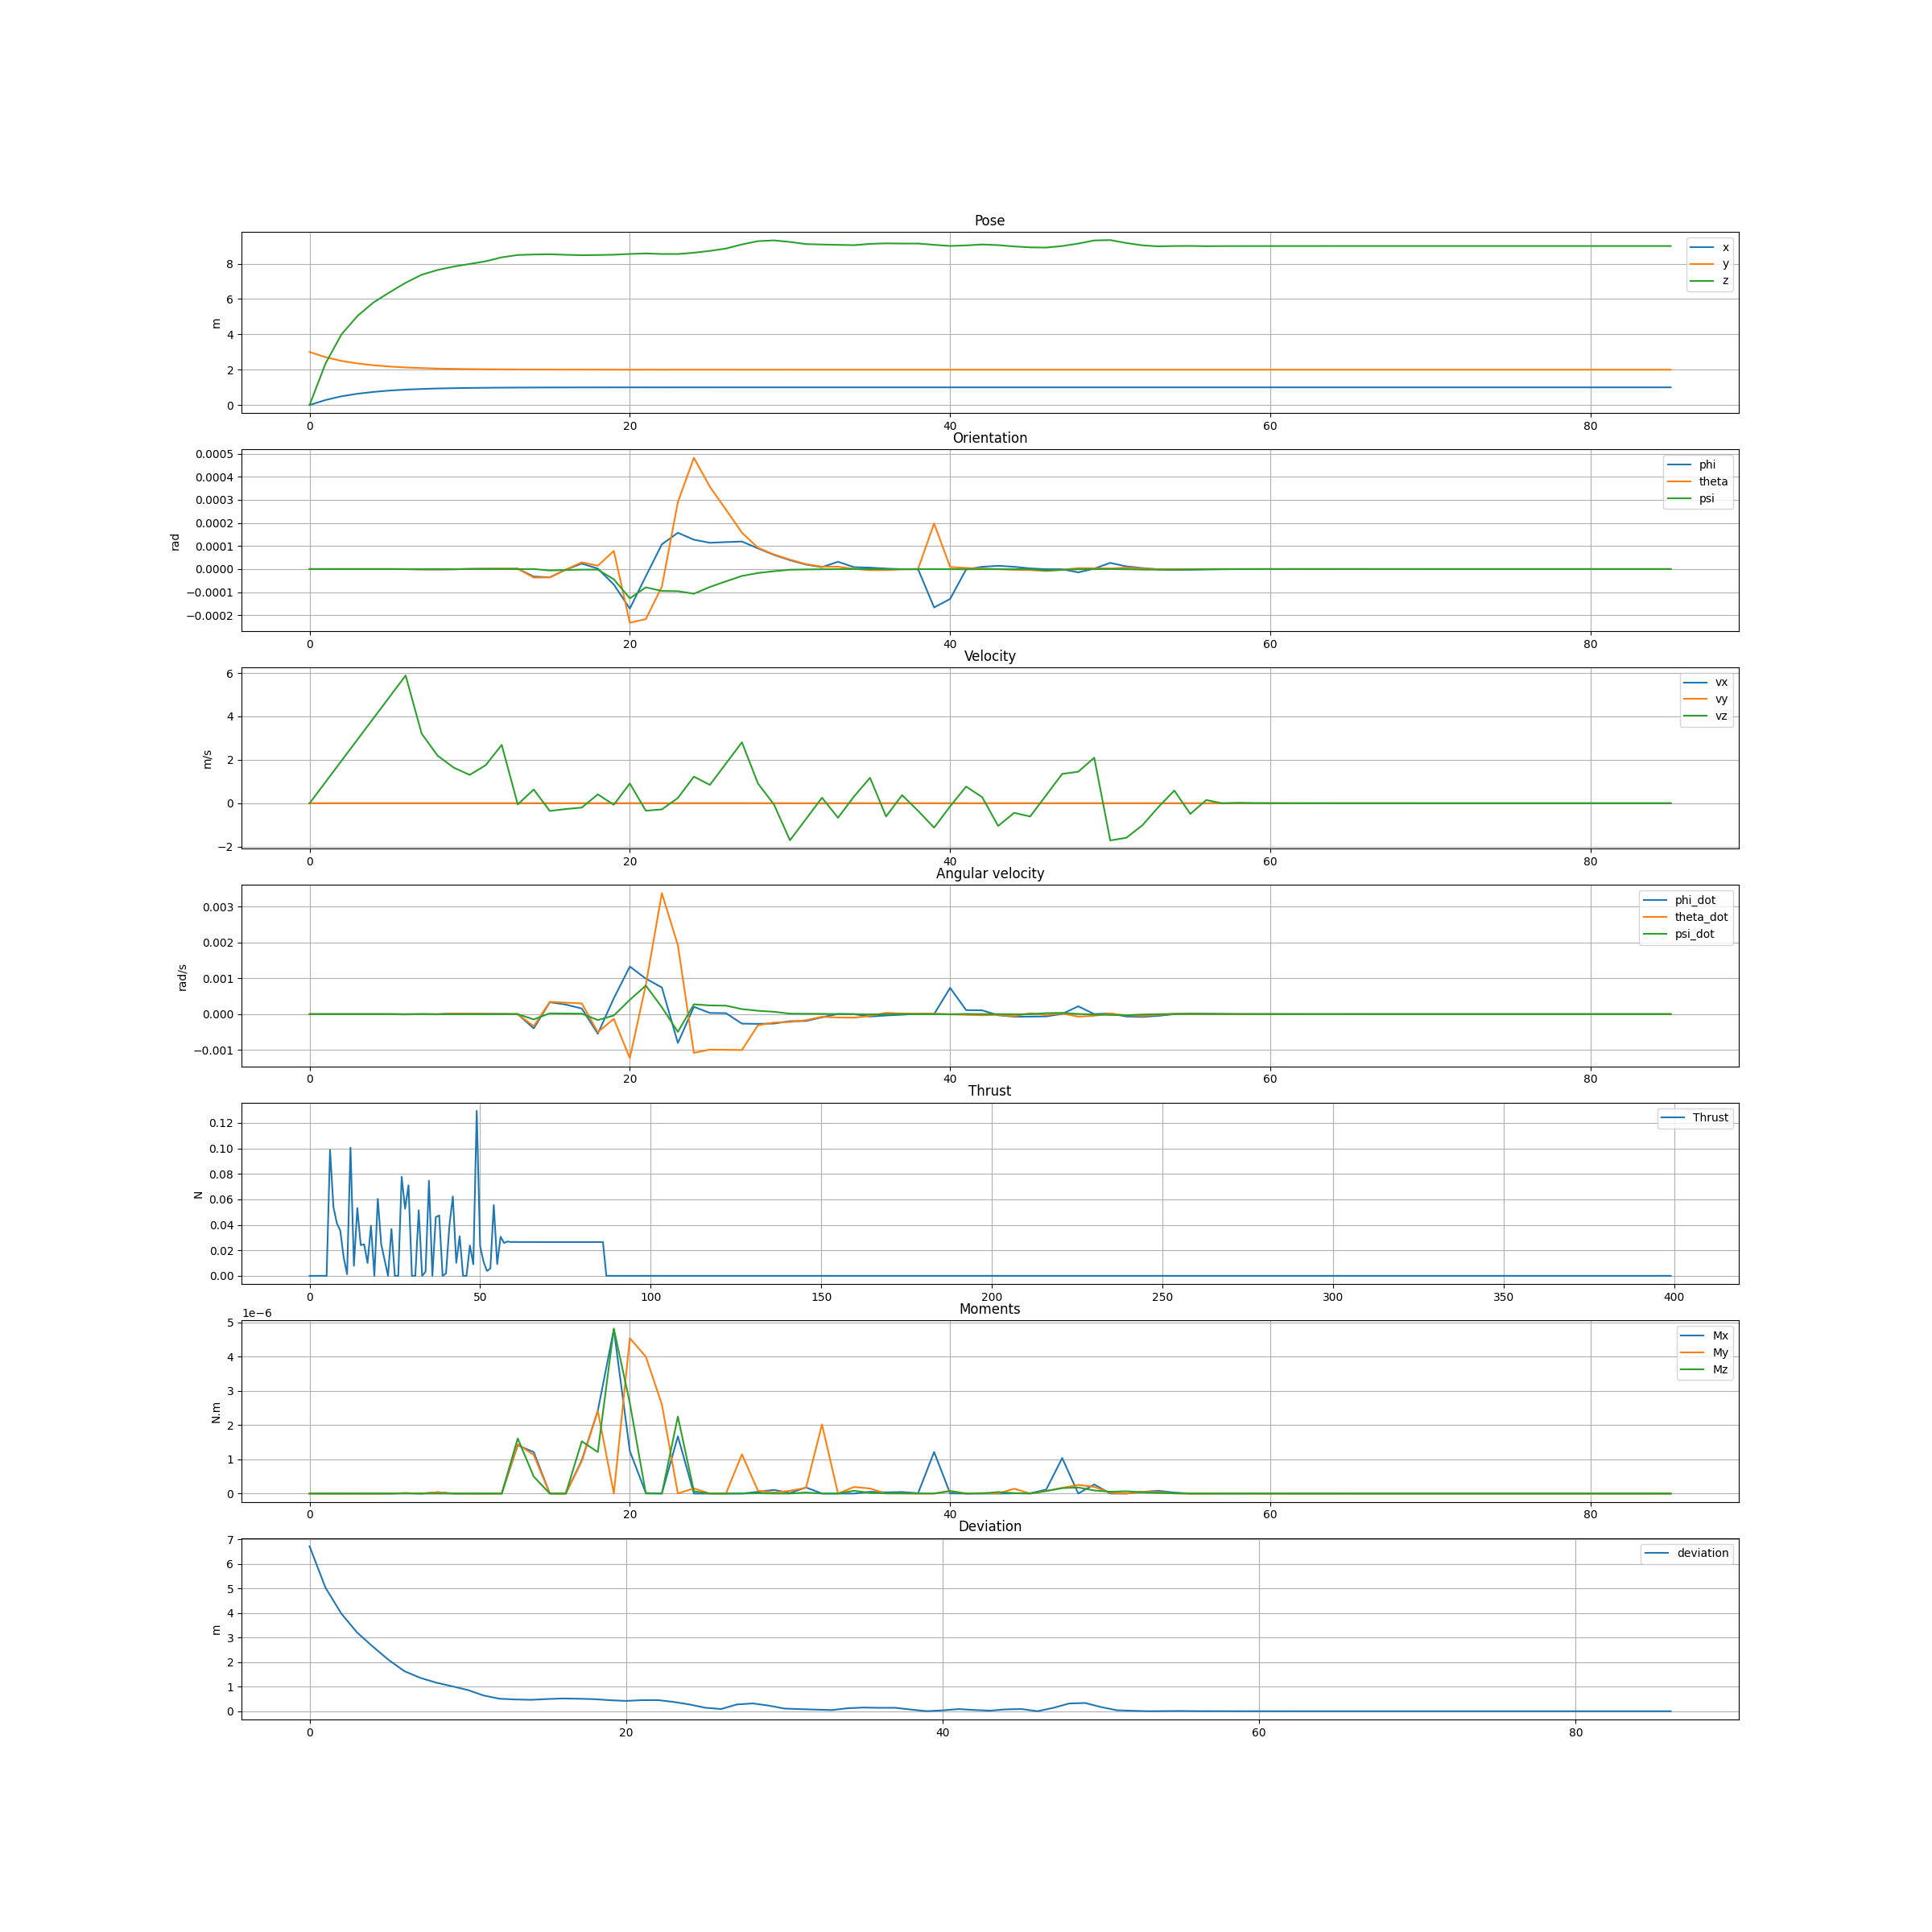 Pose
m
8
6
4
2
0
0 20 40 60 80
x
y
z
Orientation
rad
0.0005
0.0004
0.0003
0.0002
0.0001
0.0000
−0.0001
−0.0002
0 20 40 60 80
phi
theta
psi
Velocity
m/s
6
4
2
0
−2
0 20 40 60 80
vx
vy
vz
Angular velocity
rad/s
0.003
0.002
0.001
0.000
−0.001
0 20 40 60 80
phi_dot
theta_dot
psi_dot
Thrust
N
0.12
0.10
0.08
0.06
0.04
0.02
0.00
0 50 100 150 200 250 300 350 400
Thrust
1e−6
Moments
N.m
5
4
3
2
1
0
0 20 40 60 80
Mx
My
Mz
Deviation
m
7
6
5
4
3
2
1
0
0 20 40 60 80
deviation